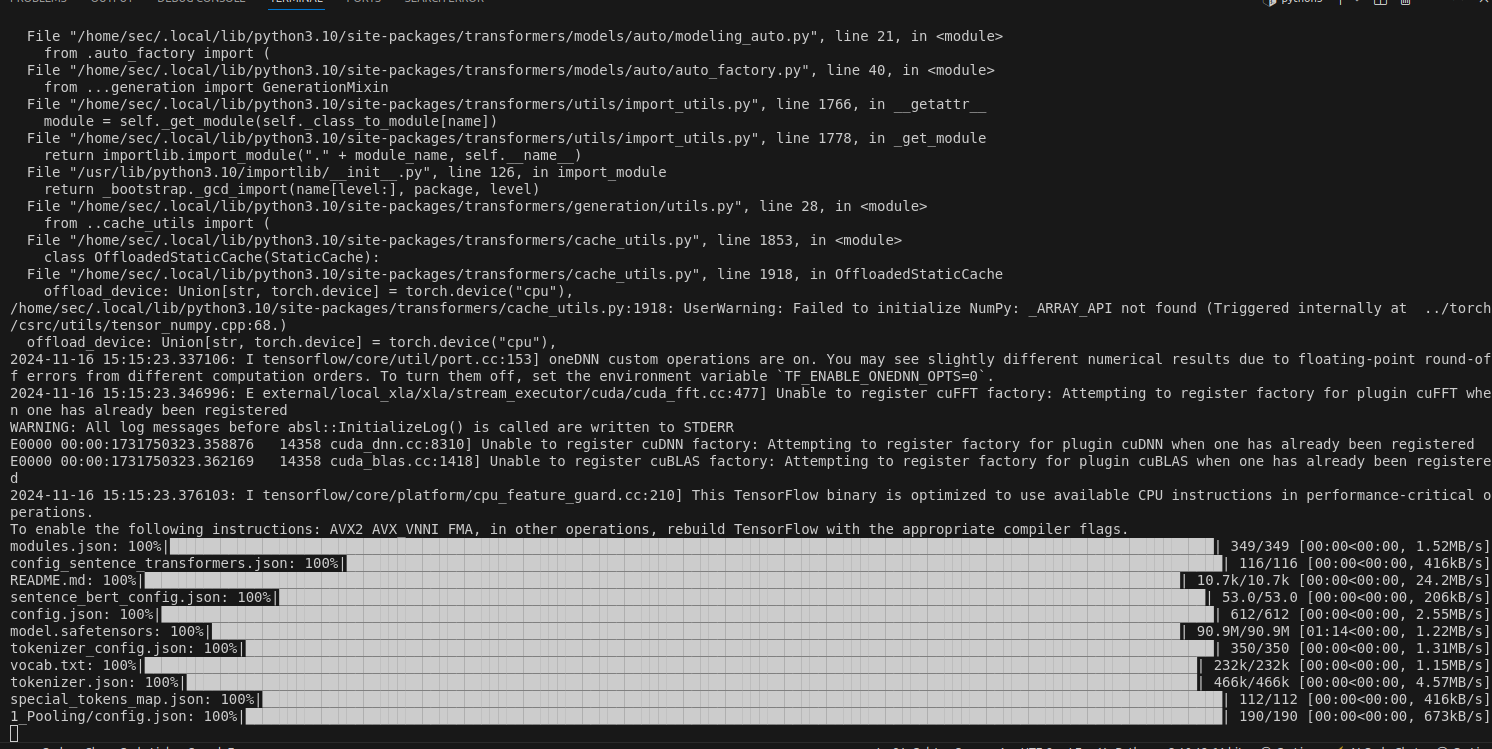 PROBLEMS OUTPUT DEBUG CONSOLE TERMINAL PORTS SEARCH ERROR python3
File "/home/sec/.local/lib/python3.10/site-packages/transformers/models/auto/modeling_auto.py", line 21, in <module>
from .auto_factory import (
File "/home/sec/.local/lib/python3.10/site-packages/transformers/models/auto/auto_factory.py", line 40, in <module>
from ...generation import GenerationMixin
File "/home/sec/.local/lib/python3.10/site-packages/transformers/utils/import_utils.py", line 1766, in __getattr__
module = self._get_module(self._class_to_module[name])
File "/home/sec/.local/lib/python3.10/site-packages/transformers/utils/import_utils.py", line 1778, in _get_module
return importlib.import_module("." + module_name, self.__name__)
File "/usr/lib/python3.10/importlib/__init__.py", line 126, in import_module
return _bootstrap._gcd_import(name[level:], package, level)
File "/home/sec/.local/lib/python3.10/site-packages/transformers/generation/utils.py", line 28, in <module>
from ..cache_utils import (
File "/home/sec/.local/lib/python3.10/site-packages/transformers/cache_utils.py", line 1853, in <module>
class OffloadedStaticCache(StaticCache):
File "/home/sec/.local/lib/python3.10/site-packages/transformers/cache_utils.py", line 1918, in OffloadedStaticCache
offload_device: Union[str, torch.device] = torch.device("cpu"),
/home/sec/.local/lib/python3.10/site-packages/transformers/cache_utils.py:1918: UserWarning: Failed to initialize NumPy: _ARRAY_API not found (Triggered internally at  ../torch
/csrc/utils/tensor_numpy.cpp:68.)
offload_device: Union[str, torch.device] = torch.device("cpu"),
2024-11-16 15:15:23.337106: I tensorflow/core/util/port.cc:153] oneDNN custom operations are on. You may see slightly different numerical results due to floating-point round-of
f errors from different computation orders. To turn them off, set the environment variable `TF_ENABLE_ONEDNN_OPTS=0`.
2024-11-16 15:15:23.346996: E external/local_xla/xla/stream_executor/cuda/cuda_fft.cc:477] Unable to register cuFFT factory: Attempting to register factory for plugin cuFFT whe
n one has already been registered
WARNING: All log messages before absl::InitializeLog() is called are written to STDERR
E0000 00:00:1731750323.358876   14358 cuda_dnn.cc:8310] Unable to register cuDNN factory: Attempting to register factory for plugin cuDNN when one has already been registered
E0000 00:00:1731750323.362169   14358 cuda_blas.cc:1418] Unable to register cuBLAS factory: Attempting to register factory for plugin cuBLAS when one has already been registere
d
2024-11-16 15:15:23.376103: I tensorflow/core/platform/cpu_feature_guard.cc:210] This TensorFlow binary is optimized to use available CPU instructions in performance-critical o
perations.
To enable the following instructions: AVX2 AVX_VNNI FMA, in other operations, rebuild TensorFlow with the appropriate compiler flags.
modules.json: 100%| | 349/349 [00:00<00:00, 1.52MB/s]
config_sentence_transformers.json: 100%| | 116/116 [00:00<00:00, 416kB/s]
README.md: 100%| | 10.7k/10.7k [00:00<00:00, 24.2MB/s]
sentence_bert_config.json: 100%| | 53.0/53.0 [00:00<00:00, 206kB/s]
config.json: 100%| | 612/612 [00:00<00:00, 2.55MB/s]
model.safetensors: 100%| | 90.9M/90.9M [01:14<00:00, 1.22MB/s]
tokenizer_config.json: 100%| | 350/350 [00:00<00:00, 1.31MB/s]
vocab.txt: 100%| | 232k/232k [00:00<00:00, 1.15MB/s]
tokenizer.json: 100%| | 466k/466k [00:00<00:00, 4.57MB/s]
special_tokens_map.json: 100%| | 112/112 [00:00<00:00, 416kB/s]
1_Pooling/config.json: 100%| | 190/190 [00:00<00:00, 673kB/s]